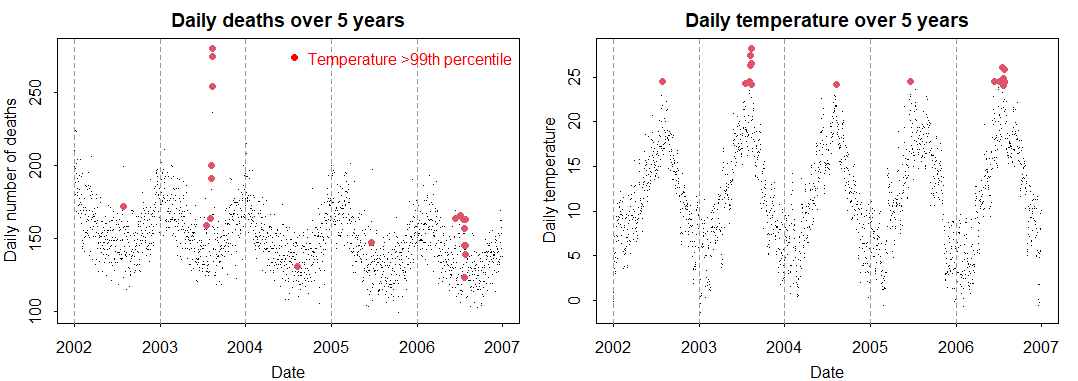 Daily deaths over 5 years
Temperature >99th percentile
Daily number of deaths
250
200
150
100
2002 2003 2004 2005 2006 2007
Date
Daily temperature over 5 years
Daily temperature
25
20
15
10
5
0
2002 2003 2004 2005 2006 2007
Date